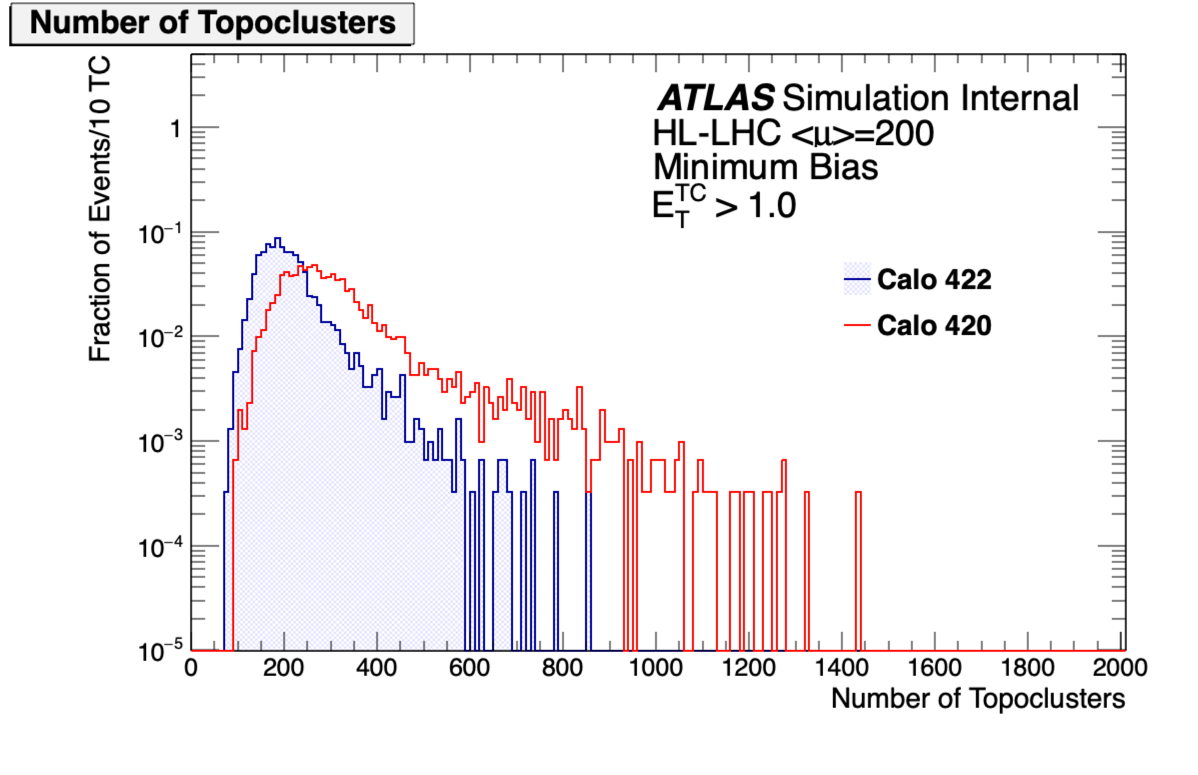 Number of Topoclusters
Fraction of Events/10 TC
ATLAS Simulation Internal
HL-LHC <μ>=200
Minimum Bias
E_T^TC > 1.0
Calo 422
Calo 420
1
10⁻¹
10⁻²
10⁻³
10⁻⁴
10⁻⁵
0 200 400 600 800 1000 1200 1400 1600 1800 2000
Number of Topoclusters